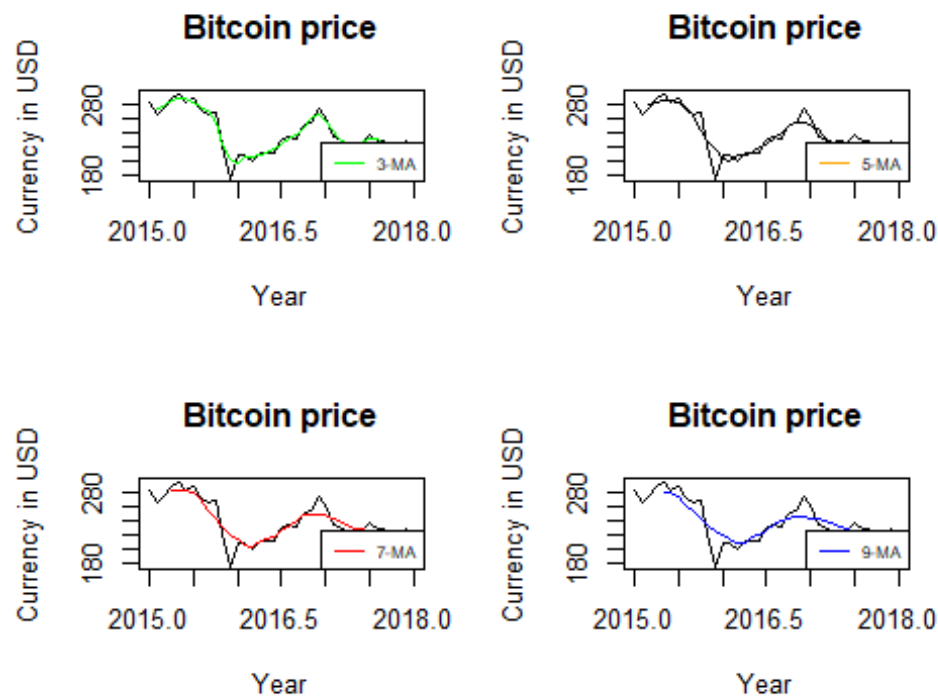 Bitcoin price
Currency in USD
280
180
3-MA
2015.0 2016.5 2018.0
Year
Bitcoin price
Currency in USD
280
180
5-MA
2015.0 2016.5 2018.0
Year
Bitcoin price
Currency in USD
280
180
7-MA
2015.0 2016.5 2018.0
Year
Bitcoin price
Currency in USD
280
180
9-MA
2015.0 2016.5 2018.0
Year